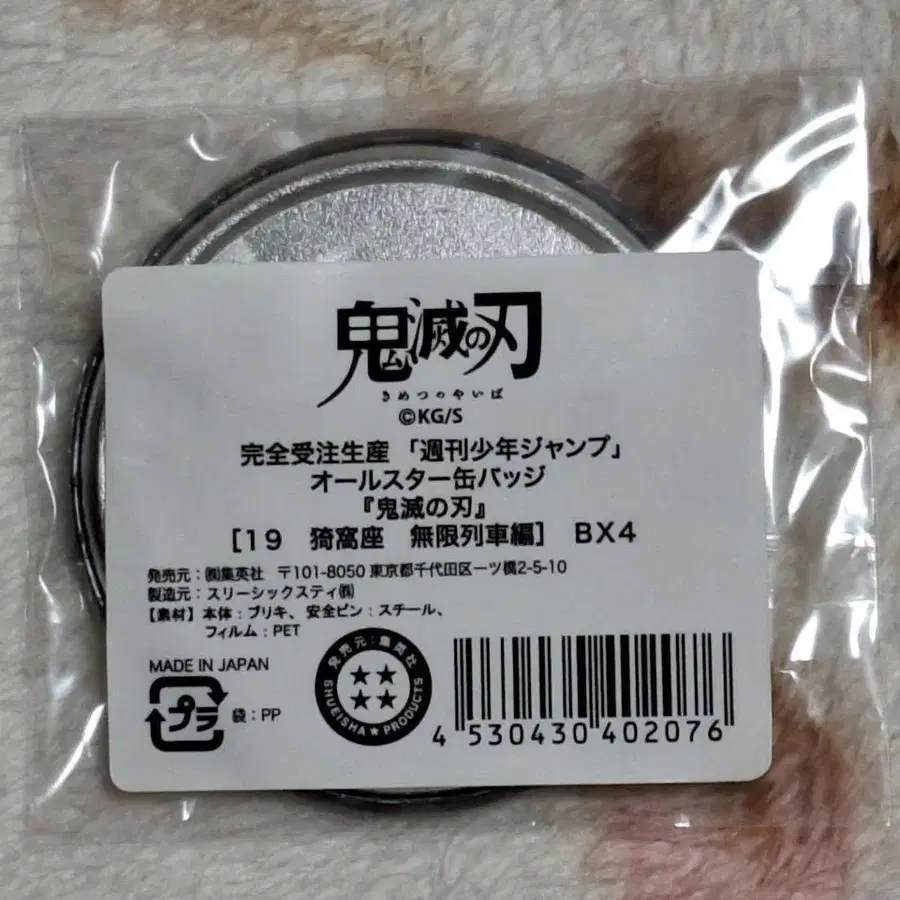 鬼滅の刃
きめつのやいば
©KG/S
完全受注生産 「週刊少年ジャンプ」
オールスター缶バッジ
『鬼滅の刃』
[19 猗窩座 無限列車編] BX4
発売元：㈱集英社 〒101-8050 東京都千代田区一ツ橋2-5-10
製造元：スリーシックスティ㈱
【素材】本体：ブリキ、安全ピン：スチール、
フィルム：PET
MADE IN JAPAN
プラ
袋：PP
発売元：集英社
SHUEISHA★PRODUCTS
4 530430 402076